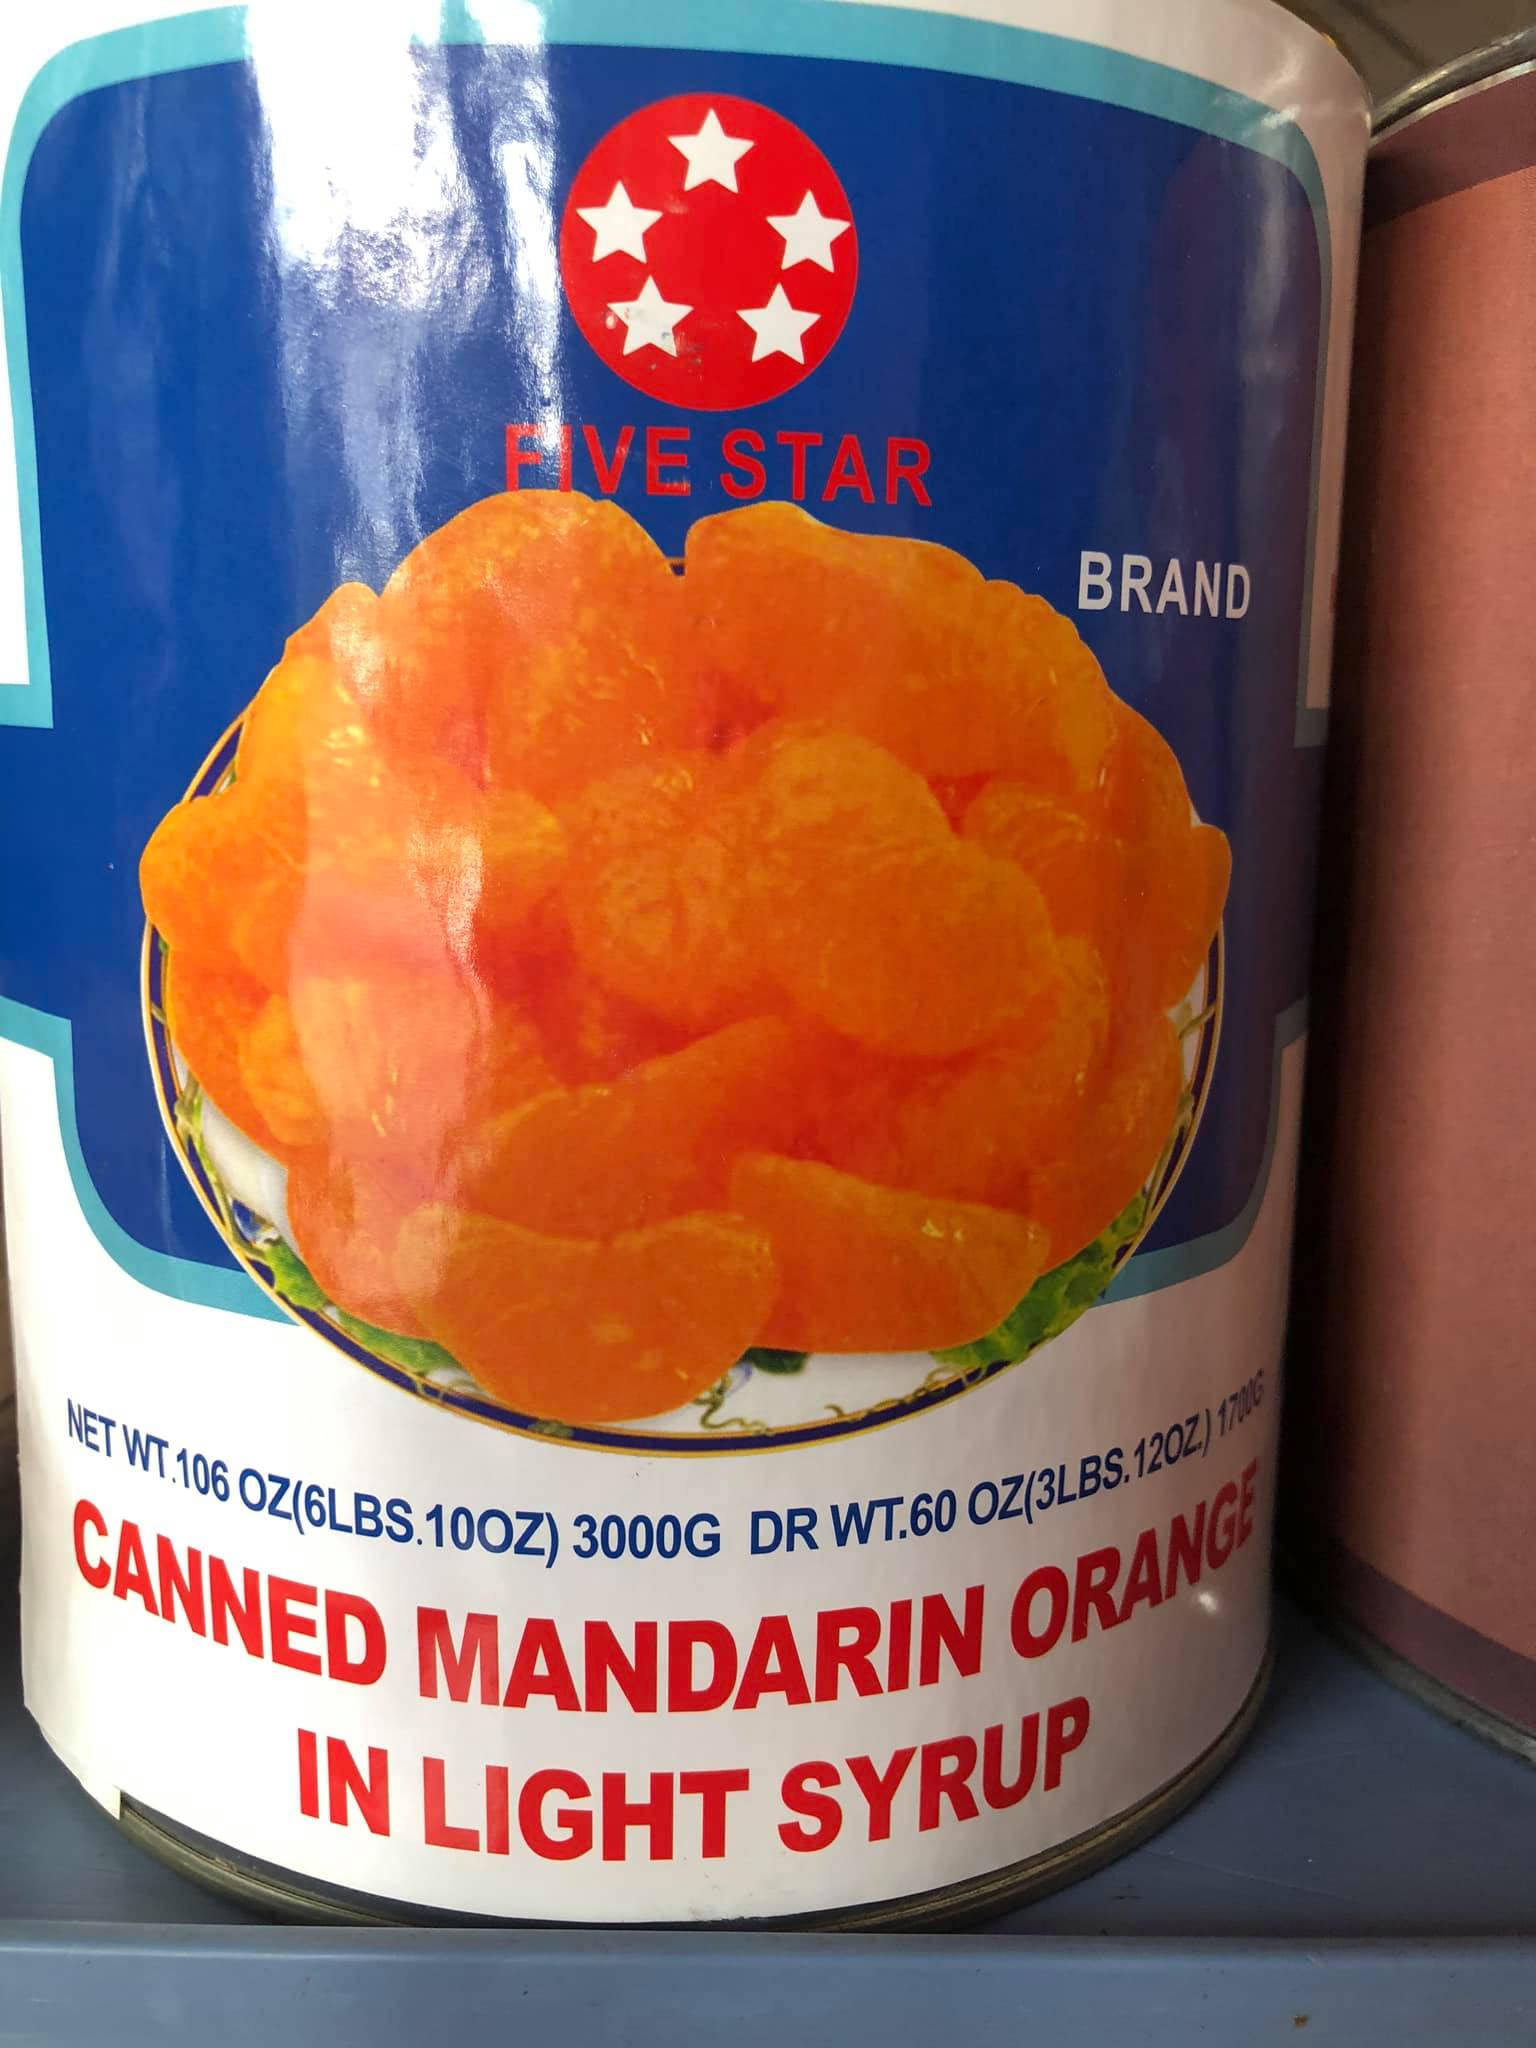 FIVE STAR
BRAND
NET WT.106 OZ(6LBS.10OZ) 3000G DR WT.60 OZ(3LBS.12OZ.) 1700G
CANNED MANDARIN ORANGE
IN LIGHT SYRUP